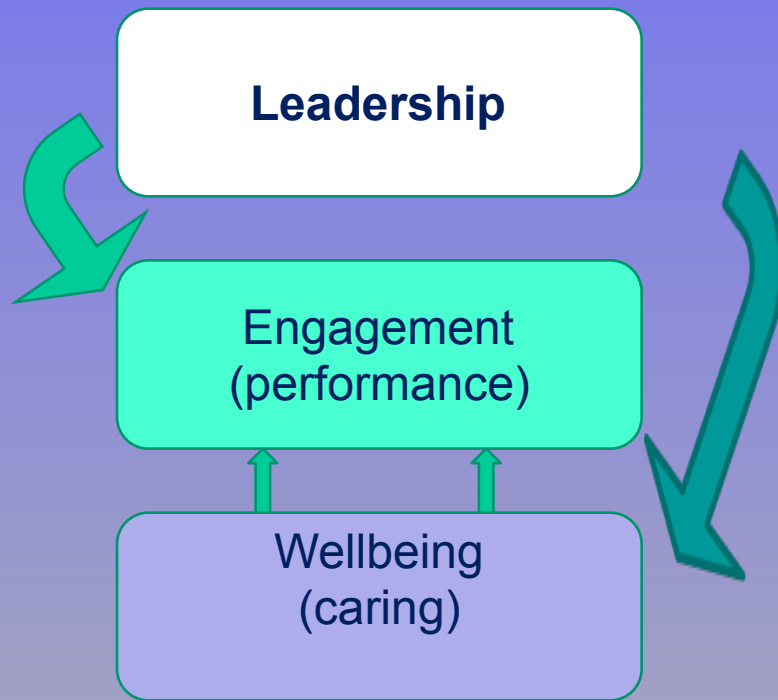 Leadership
Engagement
(performance)
Wellbeing
(caring)